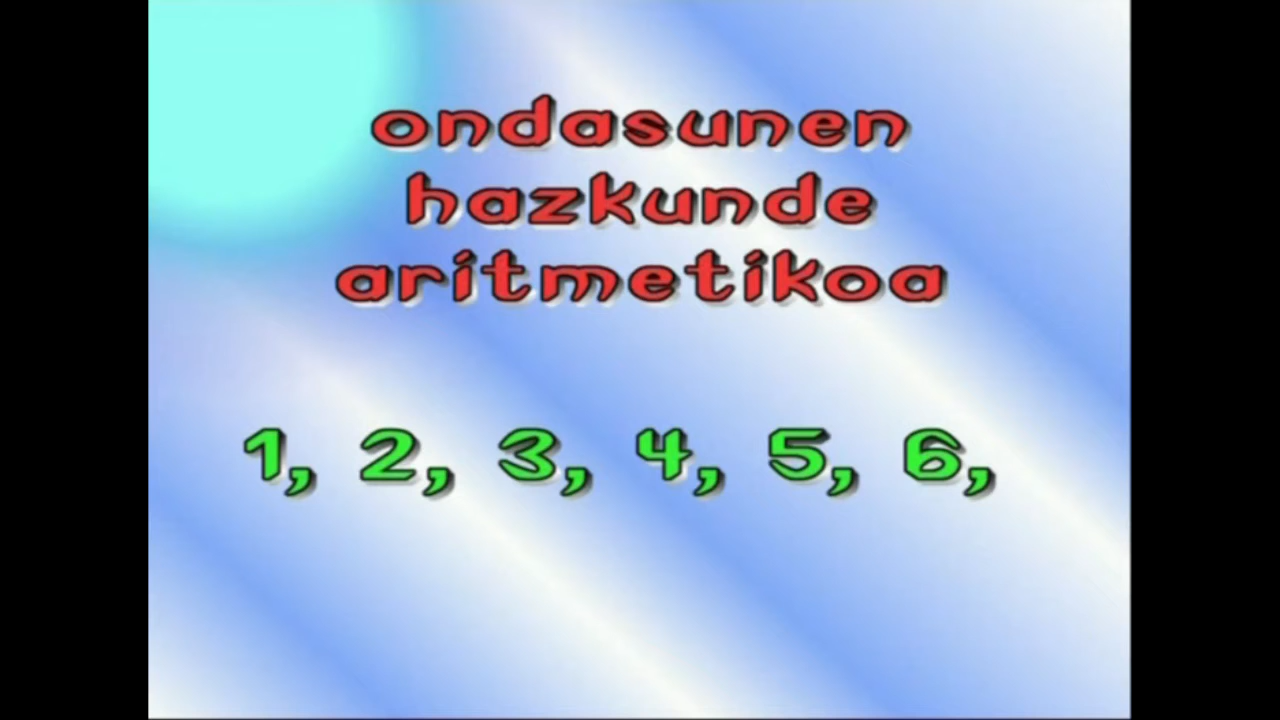 ondasunen
hazkunde
aritmetikoa
1, 2, 3, 4, 5, 6,